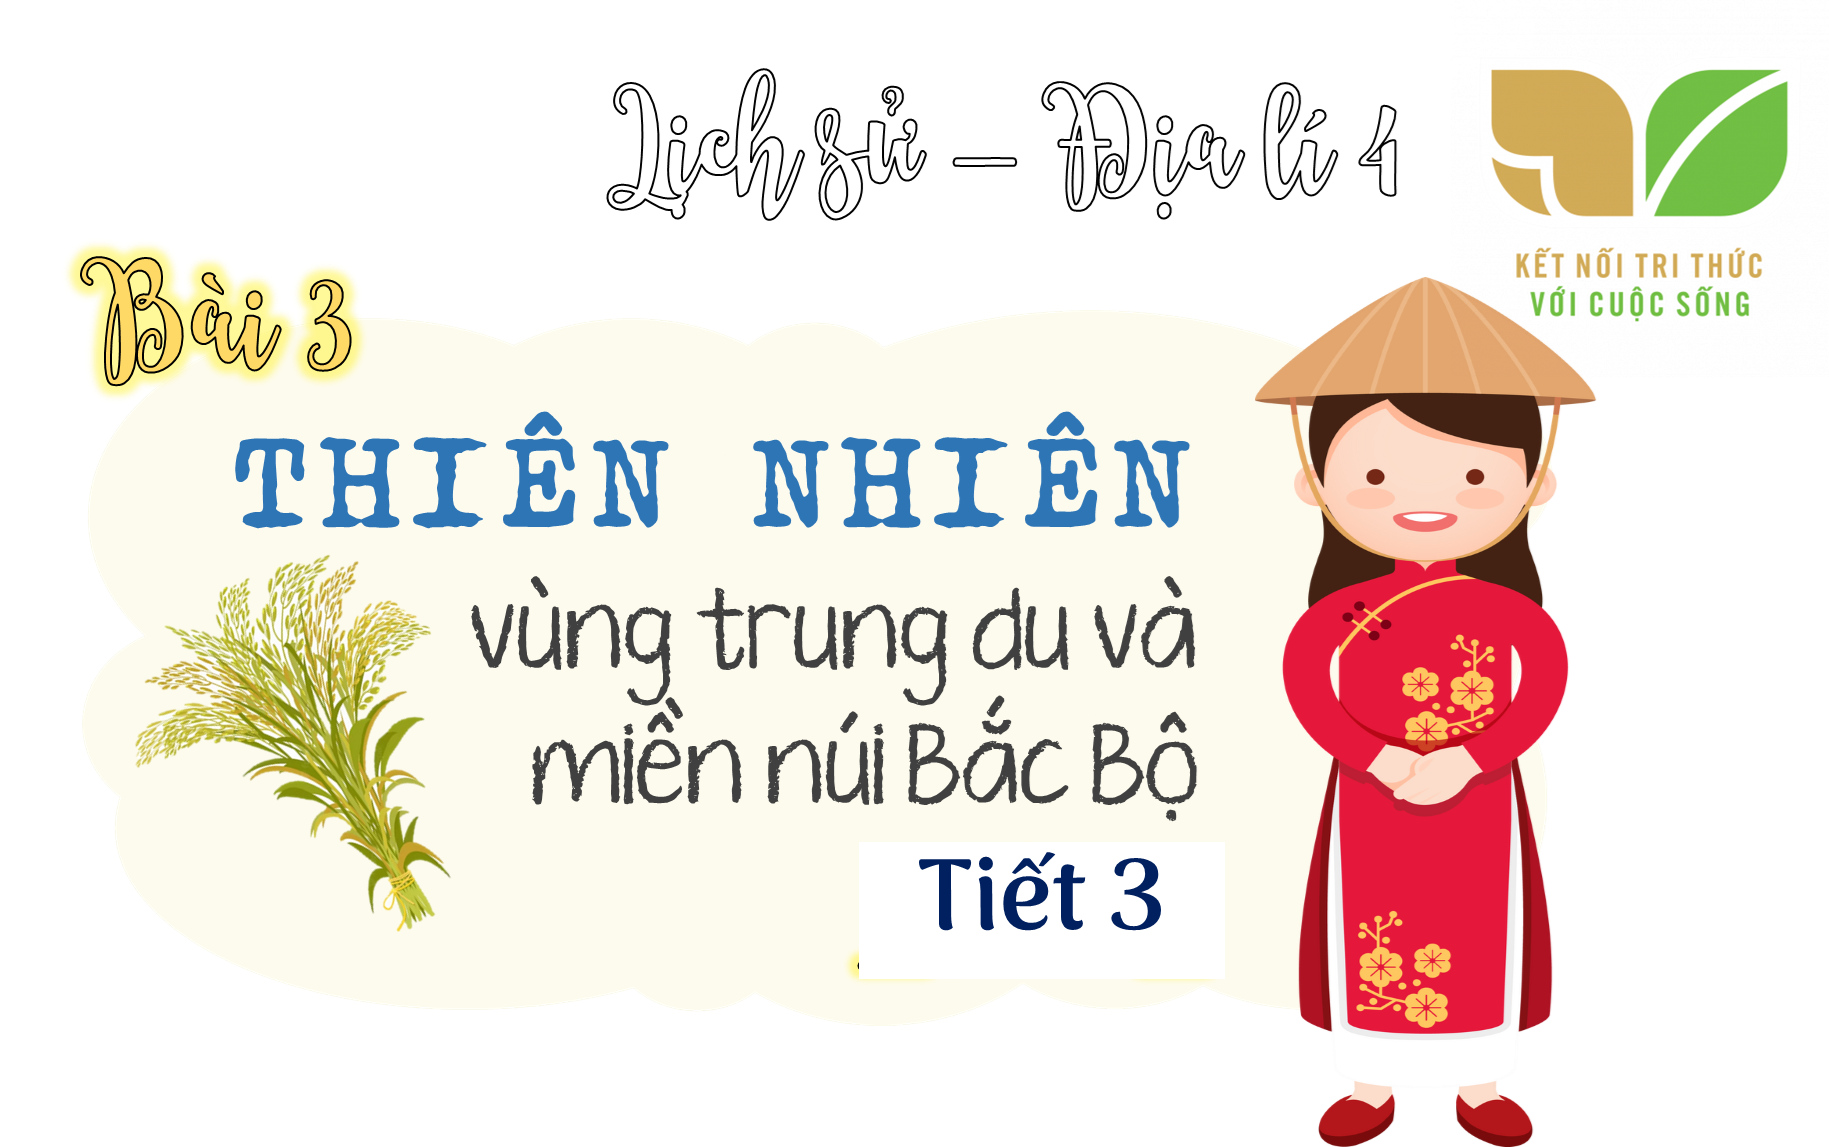 Lịch sử – Địa lí 4
KẾT NỐI TRI THỨC
VỚI CUỘC SỐNG
Bài 3
THIÊN NHIÊN
vùng trung du và
miền núi Bắc Bộ
Tiết 3